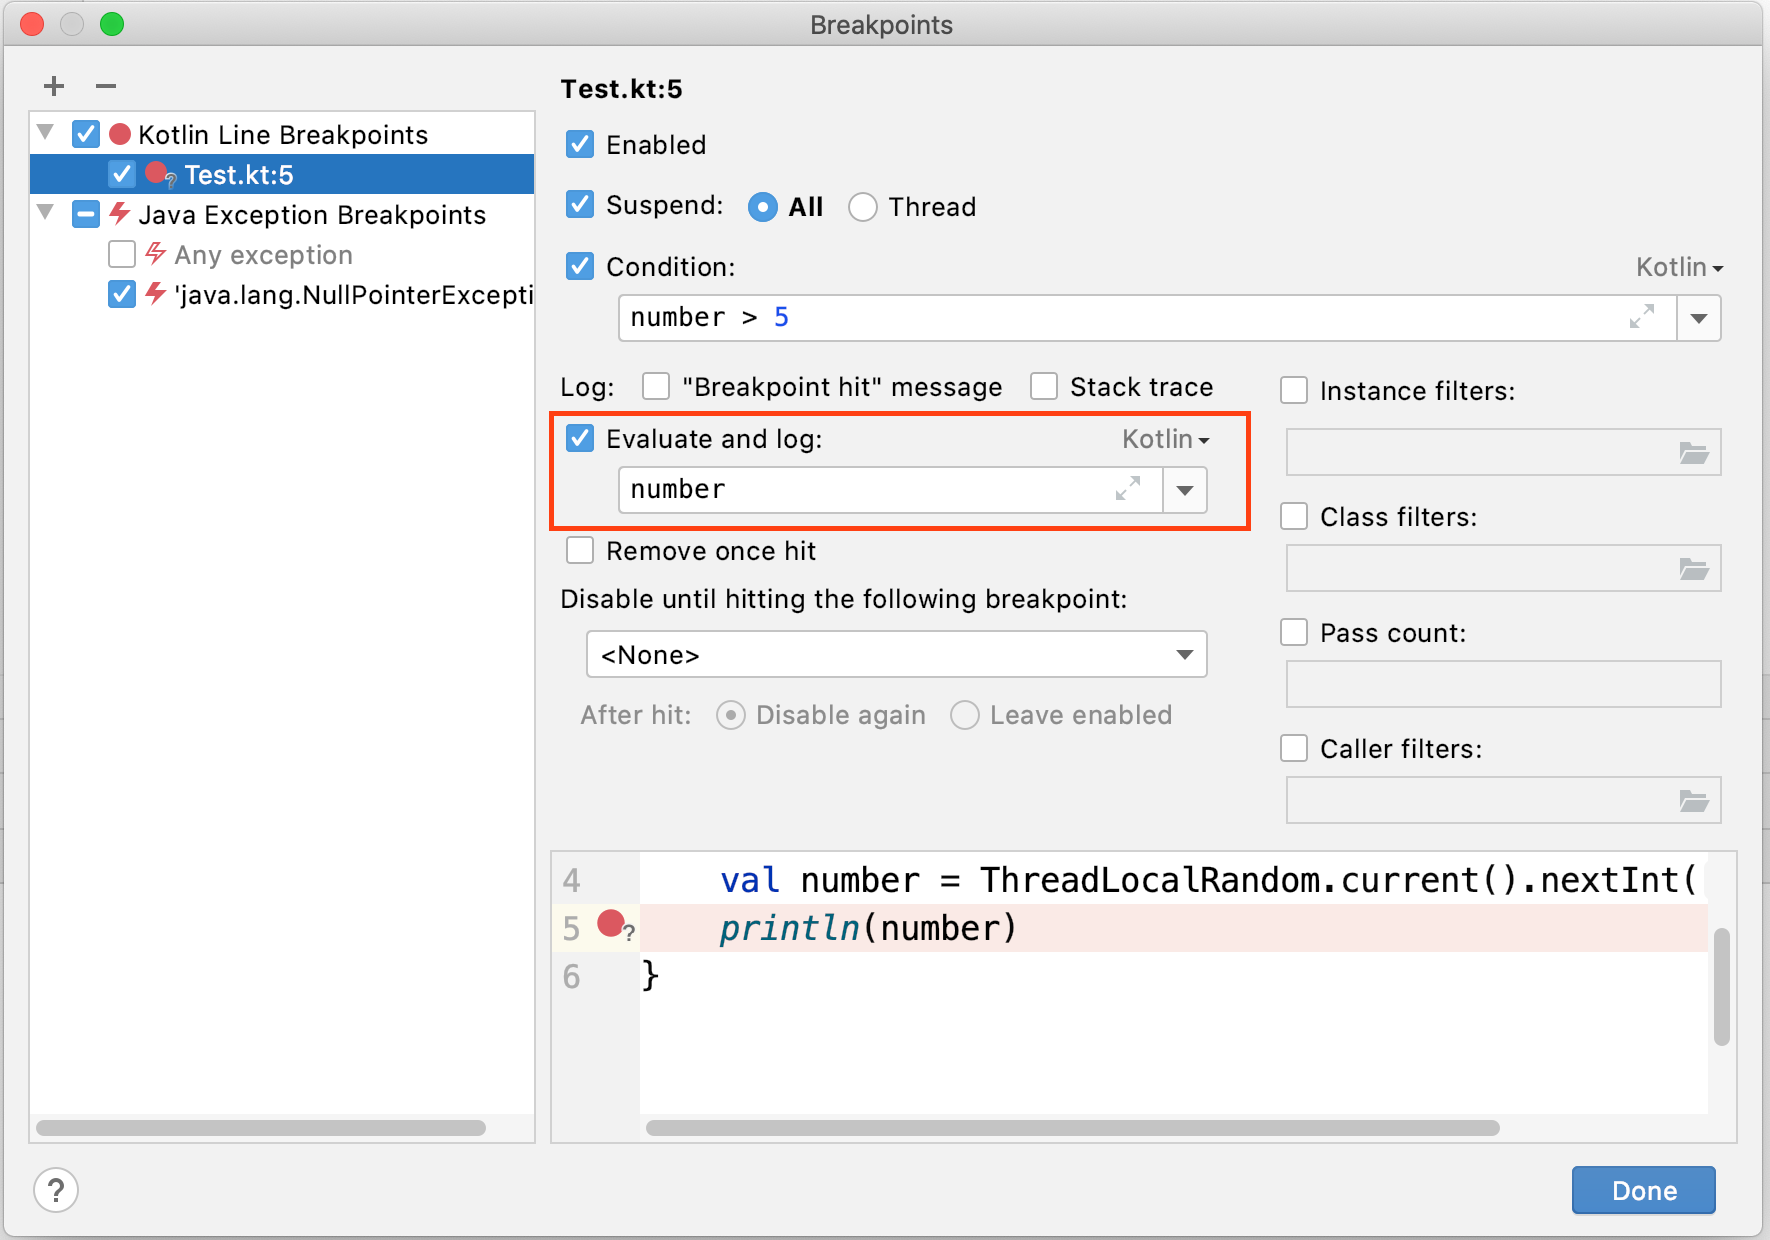 Breakpoints
Kotlin Line Breakpoints
Test.kt:5
Java Exception Breakpoints
Any exception
'java.lang.NullPointerExcepti
Test.kt:5
Enabled
Suspend: All Thread
Condition: Kotlin
number > 5
Log: "Breakpoint hit" message Stack trace
Evaluate and log: Kotlin
number
Remove once hit
Disable until hitting the following breakpoint:
<None>
After hit: Disable again Leave enabled
Instance filters:
Class filters:
Pass count:
Caller filters:
4 val number = ThreadLocalRandom.current().nextInt(
5 ? println(number)
6 }
?
Done